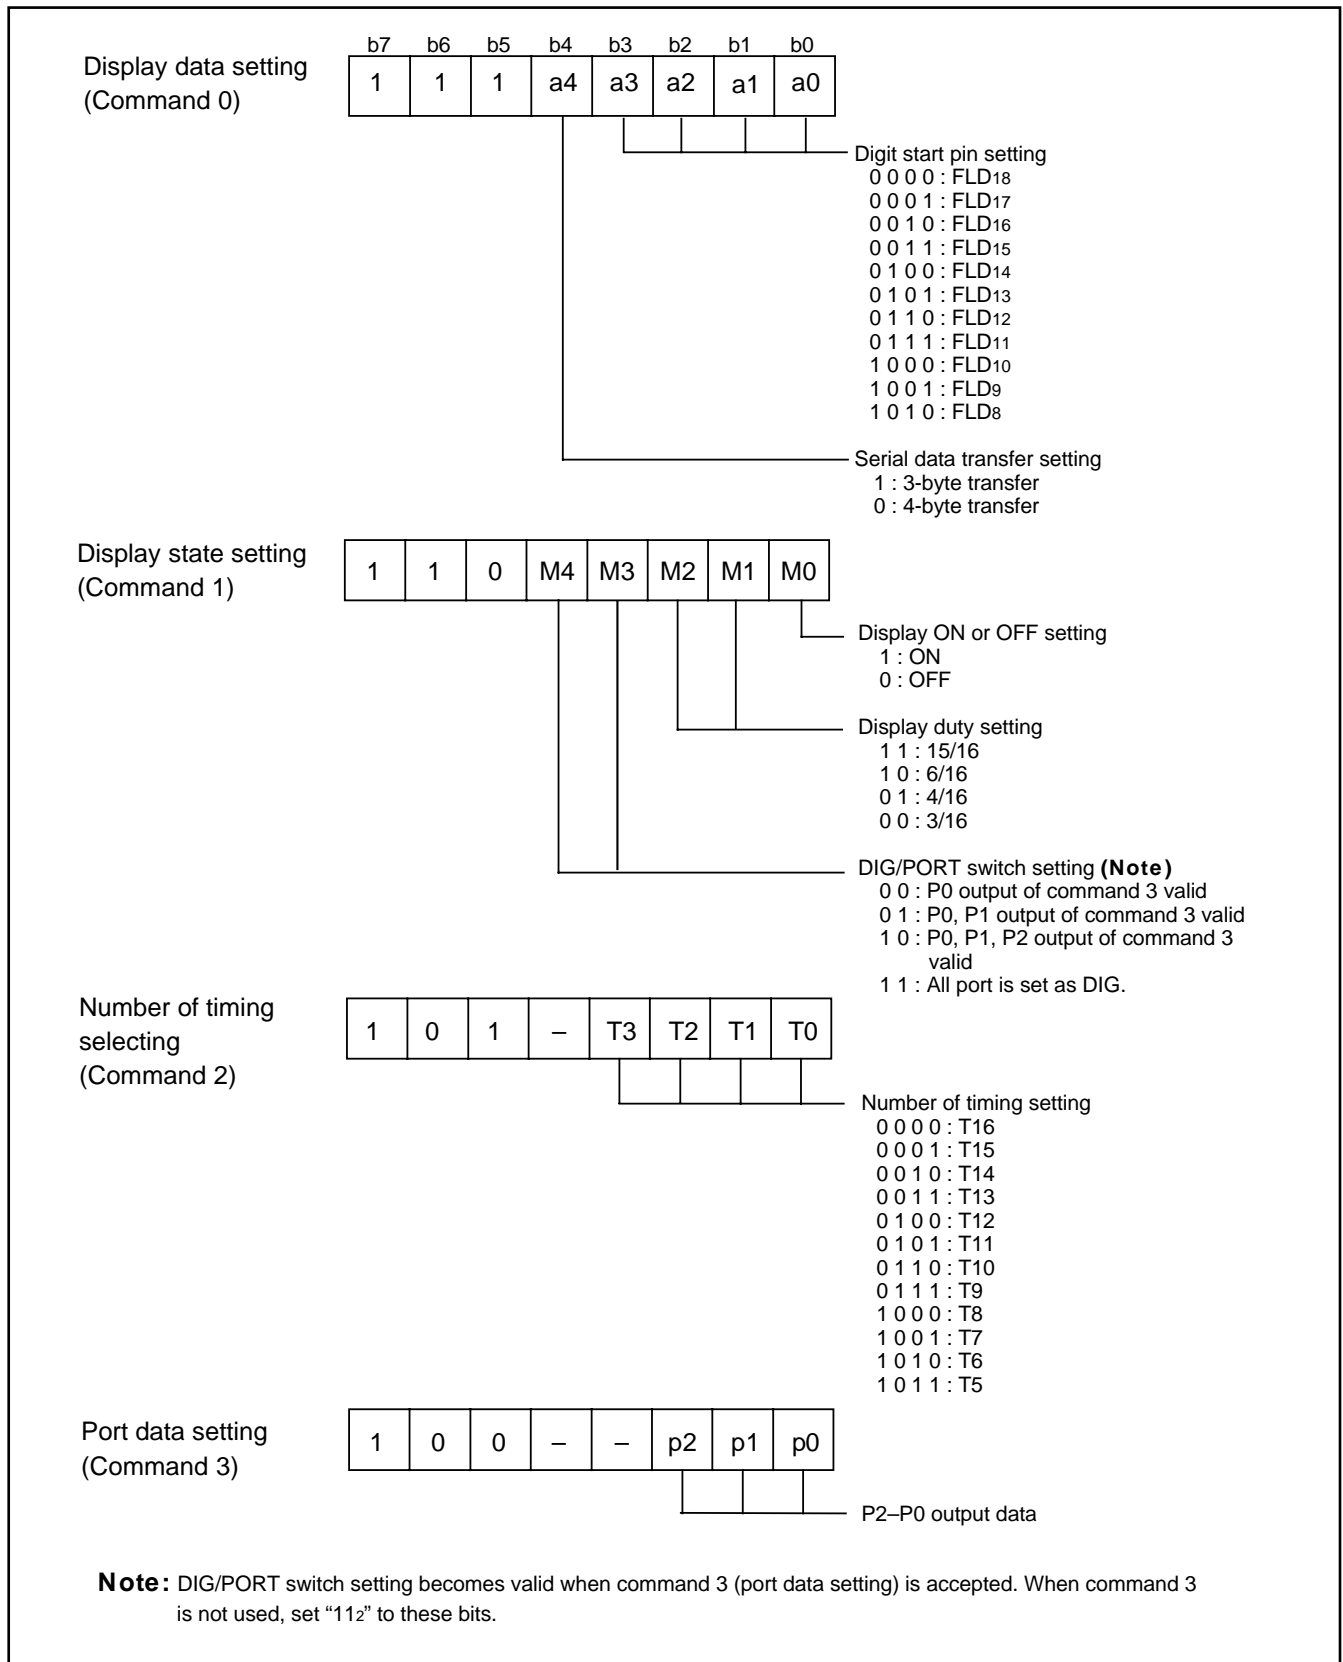 b7 b6 b5 b4 b3 b2 b1 b0
Display data setting
(Command 0)
1 1 1 a4 a3 a2 a1 a0
Digit start pin setting
0 0 0 0 : FLD18
0 0 0 1 : FLD17
0 0 1 0 : FLD16
0 0 1 1 : FLD15
0 1 0 0 : FLD14
0 1 0 1 : FLD13
0 1 1 0 : FLD12
0 1 1 1 : FLD11
1 0 0 0 : FLD10
1 0 0 1 : FLD9
1 0 1 0 : FLD8
Serial data transfer setting
1 : 3-byte transfer
0 : 4-byte transfer
Display state setting
(Command 1)
1 1 0 M4 M3 M2 M1 M0
Display ON or OFF setting
1 : ON
0 : OFF
Display duty setting
1 1 : 15/16
1 0 : 6/16
0 1 : 4/16
0 0 : 3/16
DIG/PORT switch setting (Note)
0 0 : P0 output of command 3 valid
0 1 : P0, P1 output of command 3 valid
1 0 : P0, P1, P2 output of command 3
valid
1 1 : All port is set as DIG.
Number of timing
selecting
(Command 2)
1 0 1 – T3 T2 T1 T0
Number of timing setting
0 0 0 0 : T16
0 0 0 1 : T15
0 0 1 0 : T14
0 0 1 1 : T13
0 1 0 0 : T12
0 1 0 1 : T11
0 1 1 0 : T10
0 1 1 1 : T9
1 0 0 0 : T8
1 0 0 1 : T7
1 0 1 0 : T6
1 0 1 1 : T5
Port data setting
(Command 3)
1 0 0 – – p2 p1 p0
P2–P0 output data
Note: DIG/PORT switch setting becomes valid when command 3 (port data setting) is accepted. When command 3
is not used, set “112” to these bits.